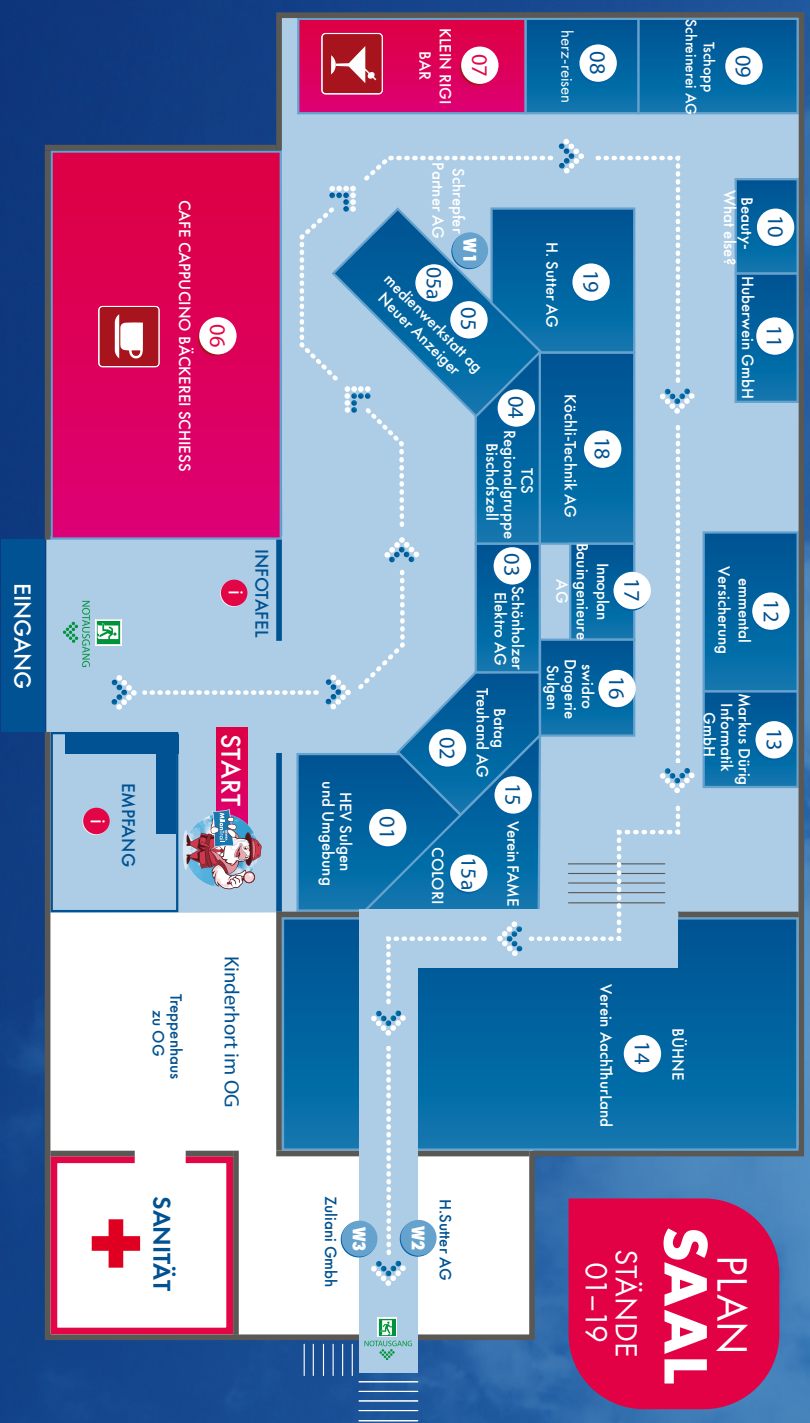 PLAN
SAAL
STÄNDE
01–19
09
Tschopp
Schreinerei AG
08
herz-reisen
07
KLEIN RIGI
BAR
10
Beauty-
What else?
11
Huberwein GmbH
Schrepfer
Partner AG
W1
19
H. Sutter AG
05
05a
medienwerkstatt ag
Neuer Anzeiger
06
CAFE CAPPUCINO BÄCKEREI SCHIESS
04
TCS
Regionalgruppe
Bischofszell
18
Köchli-Technik AG
03
Schönholzer
Elektro AG
17
Innoplan
Bauingenieure
AG
12
emmental
Versicherung
16
swidro
Drogerie
Sulgen
13
Markus Dürig
Informatik
GmbH
INFOTAFEL
i
EINGANG
NOTAUSGANG
START
EMPFANG
i
Batag
Treuhand AG
02
01
HEV Sulgen
und Umgebung
15
Verein FAME
15a
COLORI
BÜHNE
14
Verein AachThurLand
Kinderhort im OG
Treppenhaus
zu OG
SANITÄT
H.Sutter AG
W2
W3
Zuliani Gmbh
NOTAUSGANG